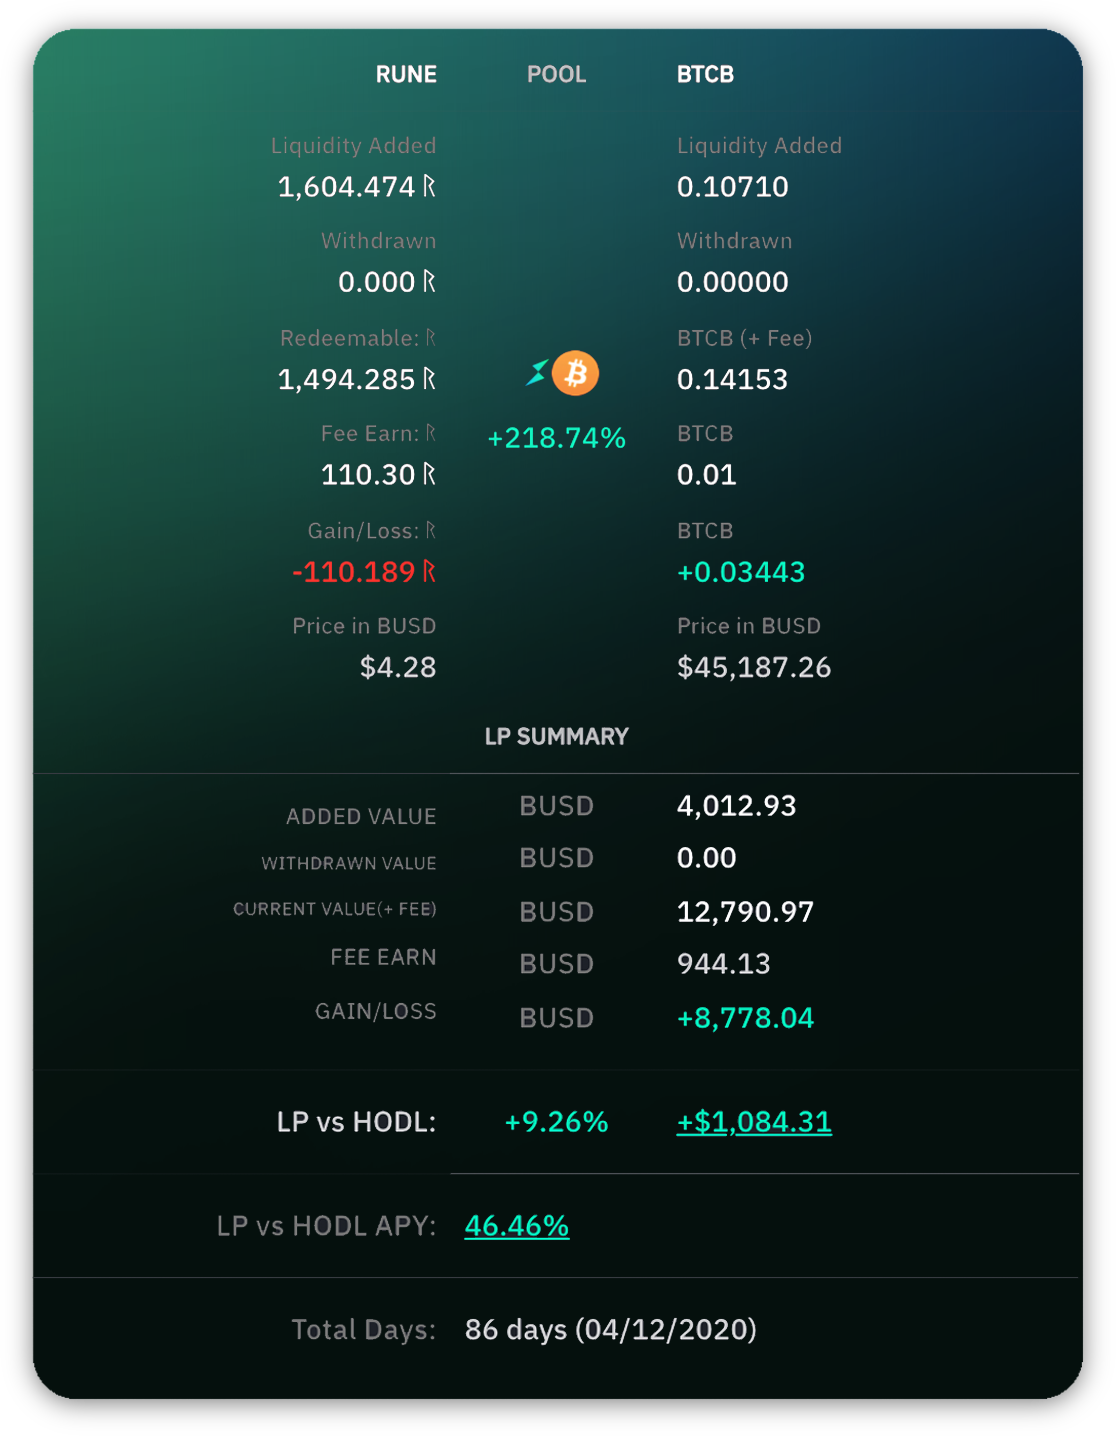 RUNE POOL BTCB
Liquidity Added Liquidity Added
1,604.474 ᚱ 0.10710
Withdrawn Withdrawn
0.000 ᚱ 0.00000
Redeemable: ᚱ BTCB (+ Fee)
1,494.285 ᚱ 0.14153
+218.74%
Fee Earn: ᚱ BTCB
110.30 ᚱ 0.01
Gain/Loss: ᚱ BTCB
-110.189 ᚱ +0.03443
Price in BUSD Price in BUSD
$4.28 $45,187.26
LP SUMMARY
ADDED VALUE BUSD 4,012.93
WITHDRAWN VALUE BUSD 0.00
CURRENT VALUE(+ FEE) BUSD 12,790.97
FEE EARN BUSD 944.13
GAIN/LOSS BUSD +8,778.04
LP vs HODL: +9.26% +$1,084.31
LP vs HODL APY: 46.46%
Total Days: 86 days (04/12/2020)